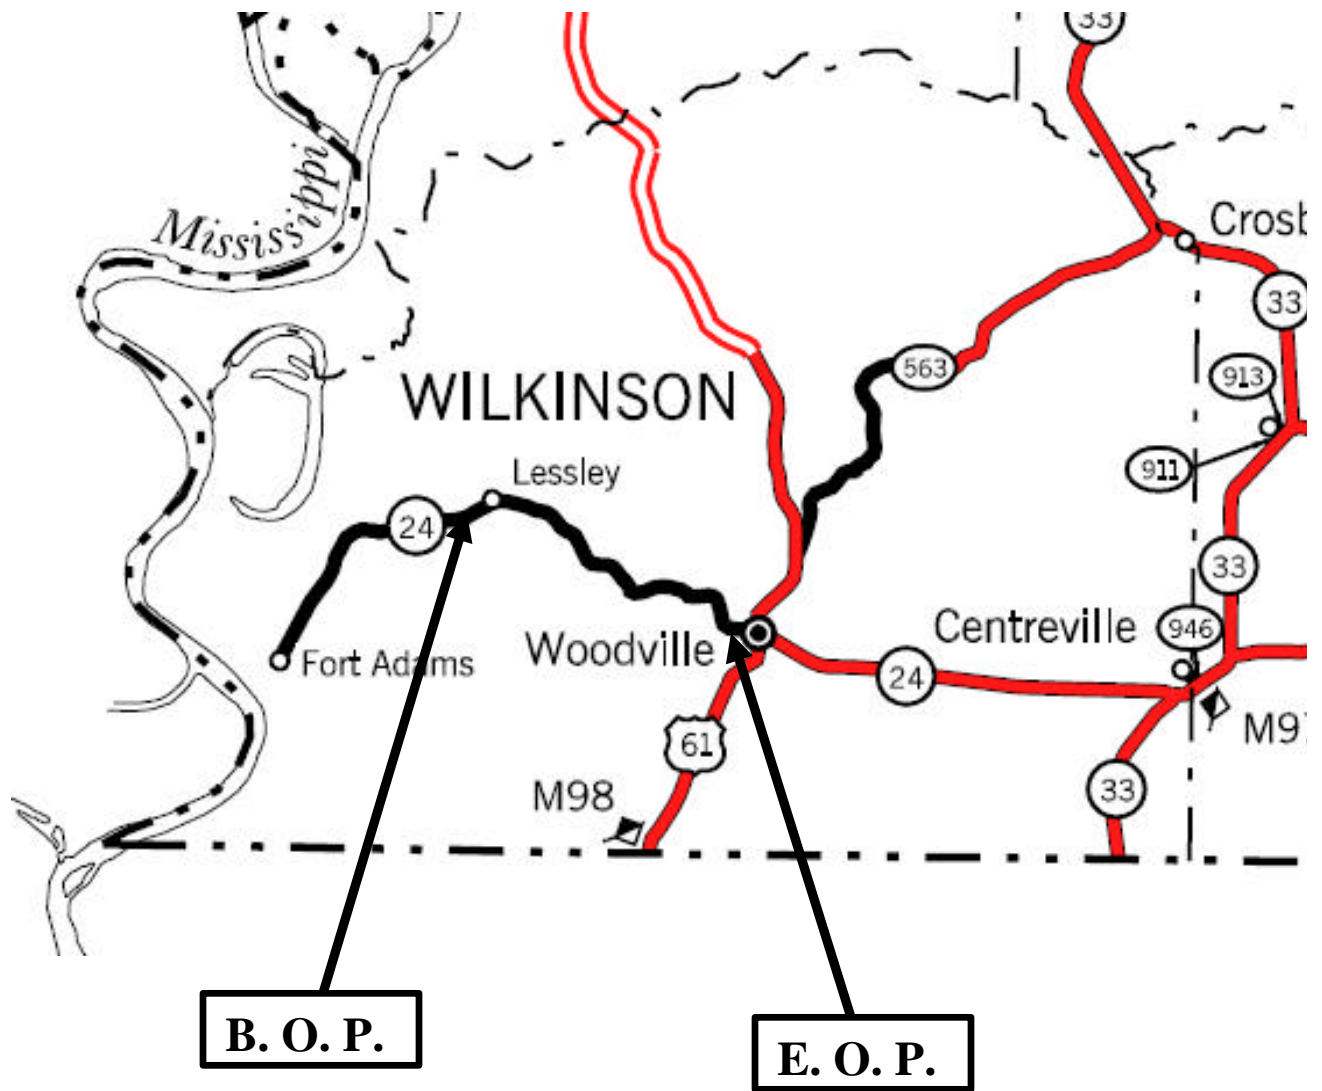 33
Mississippi
Crosb
33
563
913
WILKINSON
Lessley
911
24
33
Centreville
946
Woodville
Fort Adams
24
61
M97
M98
33
B. O. P.
E. O. P.